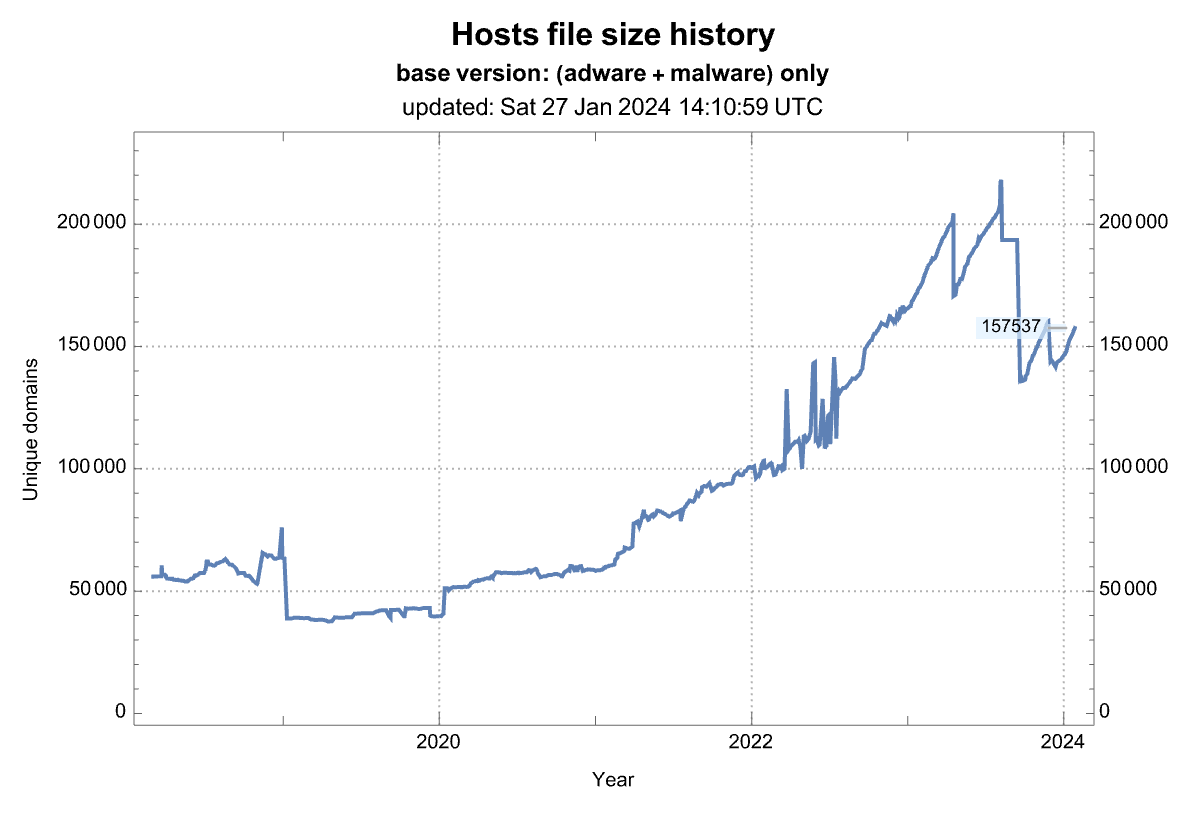 Hosts file size history
base version: (adware + malware) only
updated: Sat 27 Jan 2024 14:10:59 UTC
200 000
200 000
157537
150 000
150 000
Unique domains
100 000
100 000
50 000
50 000
0
0
2020
2022
2024
Year